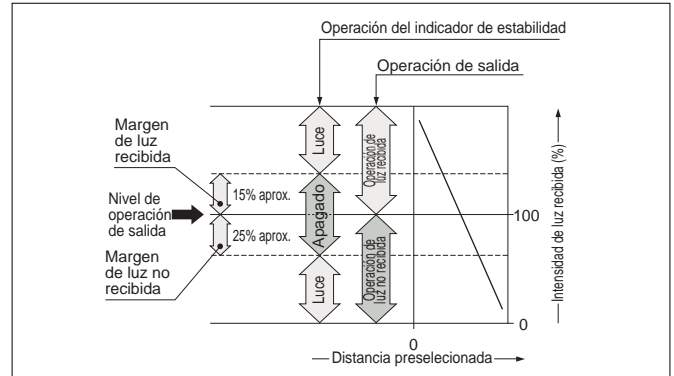 Operación del indicador de estabilidad
Operación de salida
Margen
de luz
recibida
Nivel de
operación
de salida
Margen
de luz no
recibida
15% aprox.
25% aprox.
Luce
Apagado
Luce
Operación de
luz recibida
Operación de
luz no recibida
100
0
Intensidad de luz recibida (%)
0
Distancia preselecionada